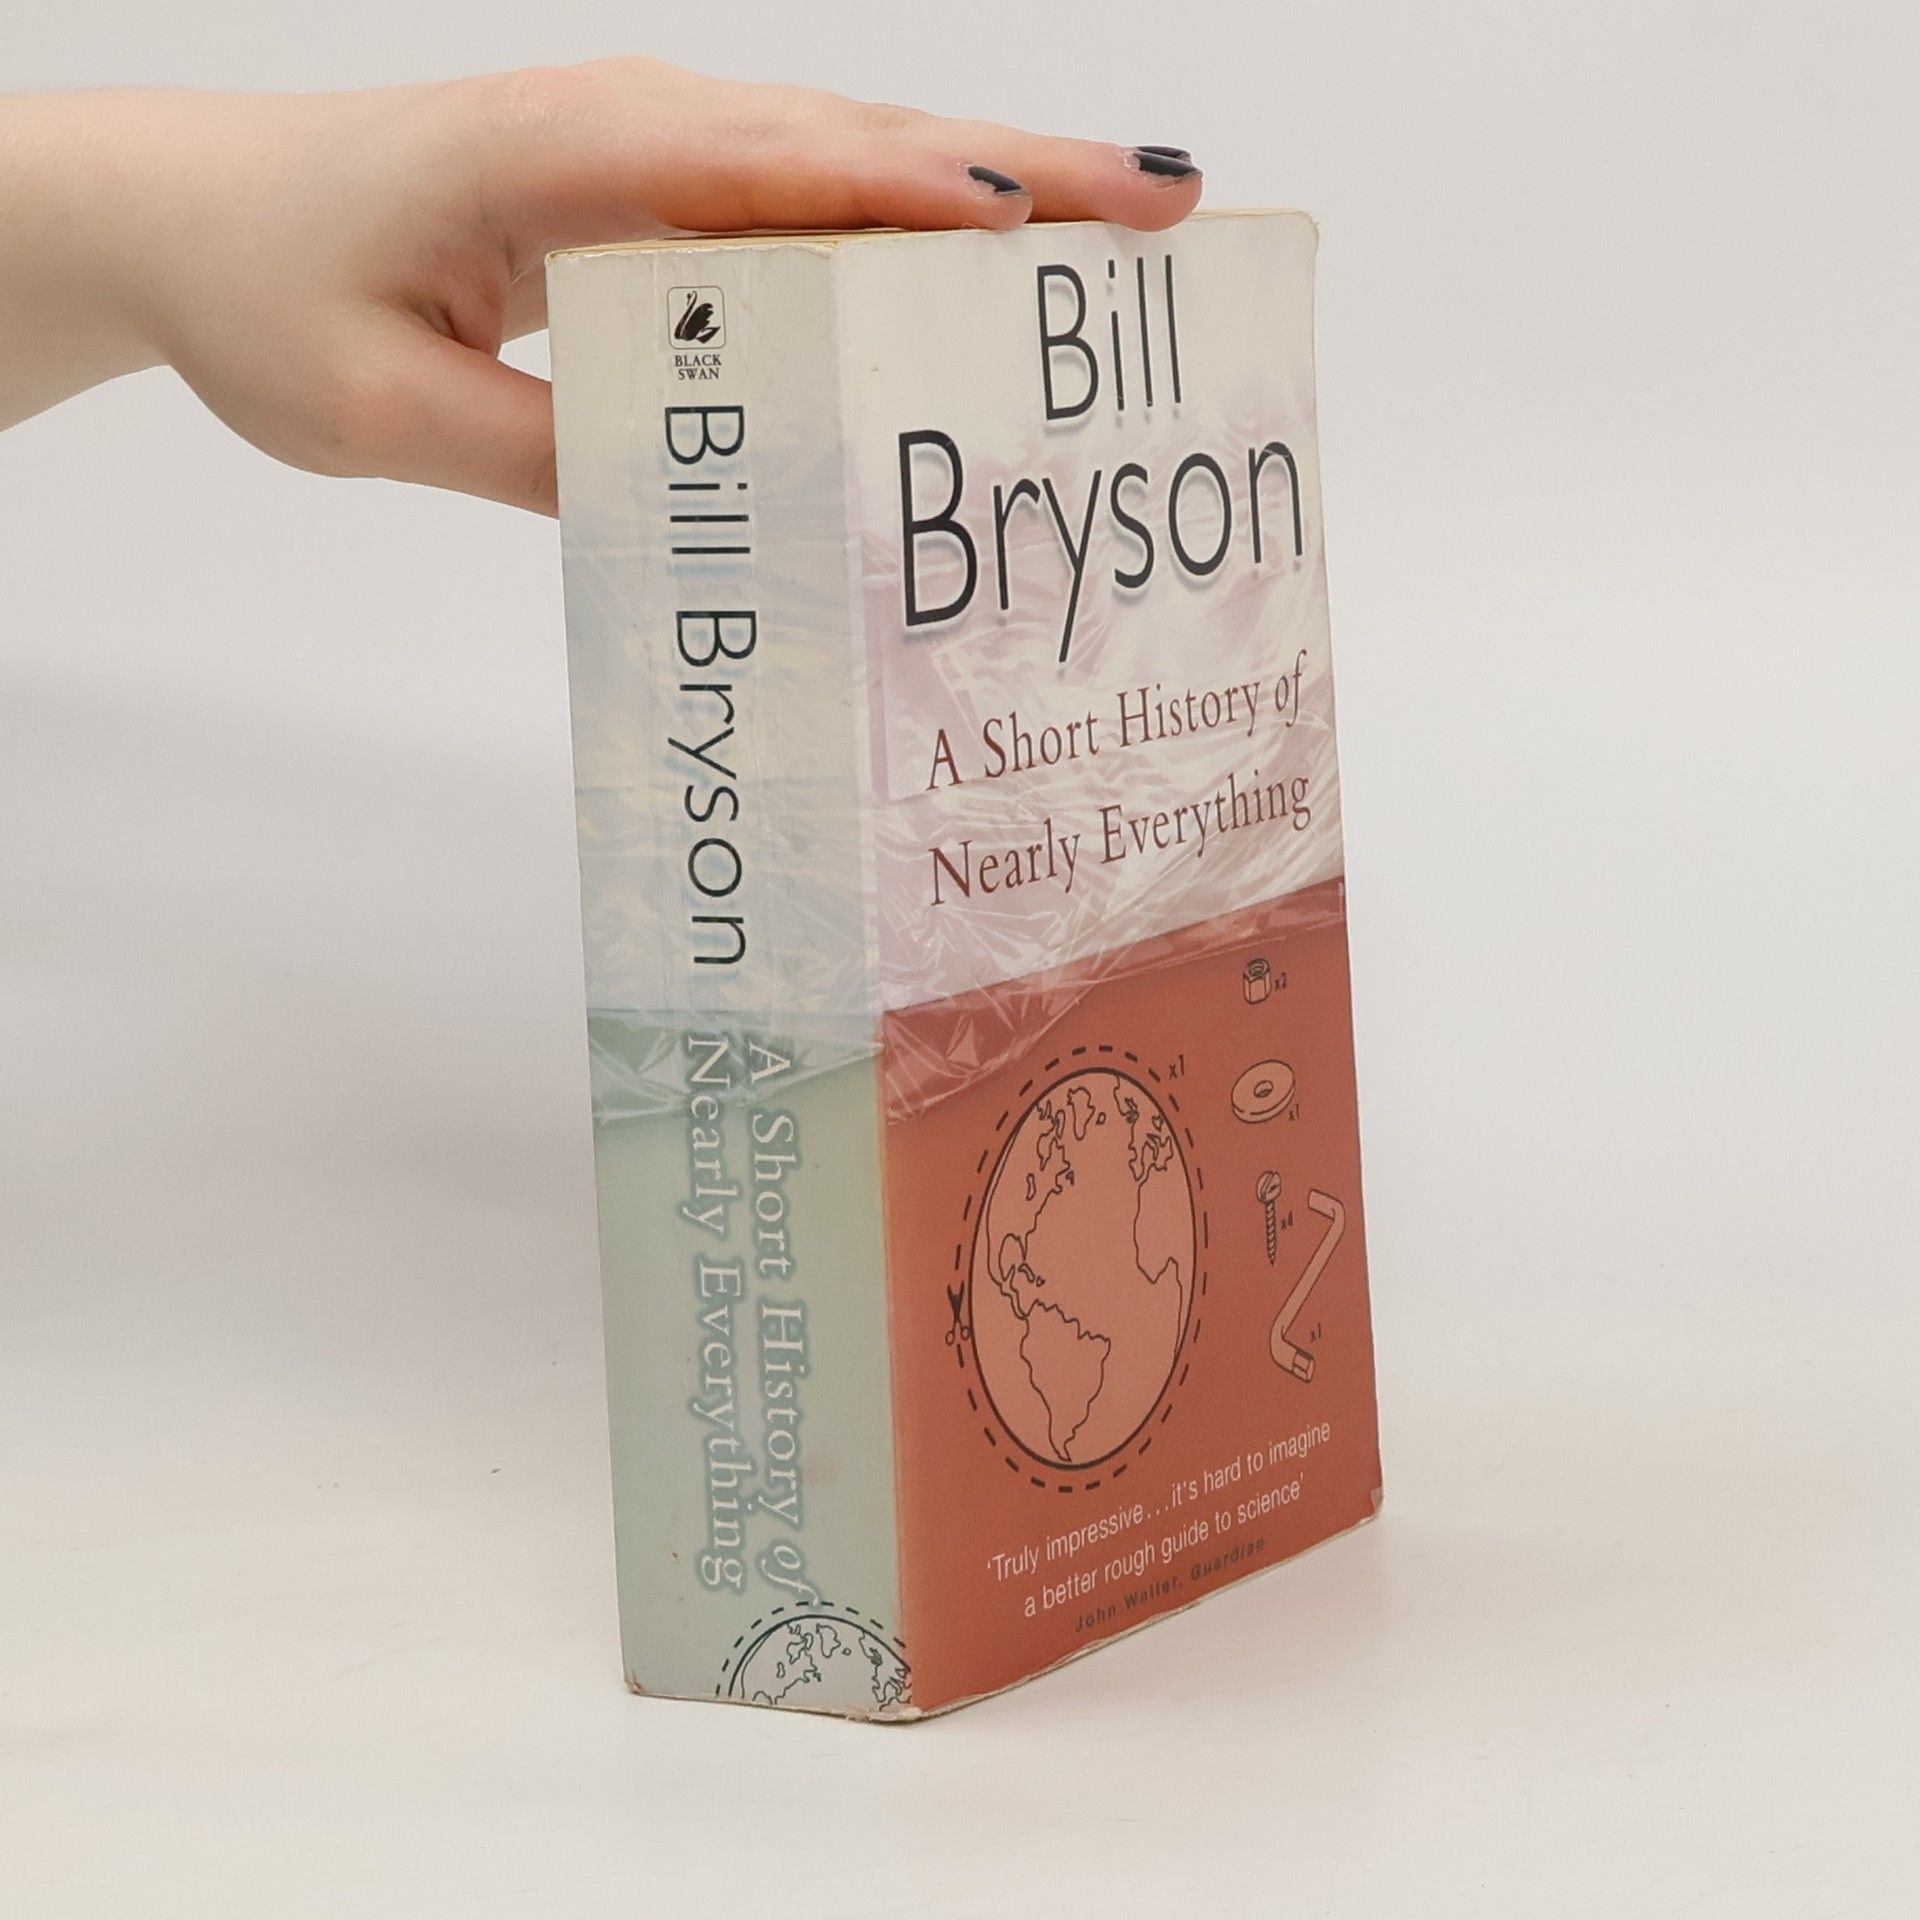 BLACK
SWAN
Bill Bryson
A Short History of
Nearly Everything
Bill
Bryson
A Short History of
Nearly Everything
x2
x1
x1
x4
x1
'Truly impressive...it's hard to imagine
a better rough guide to science'
John Waller, Guardian